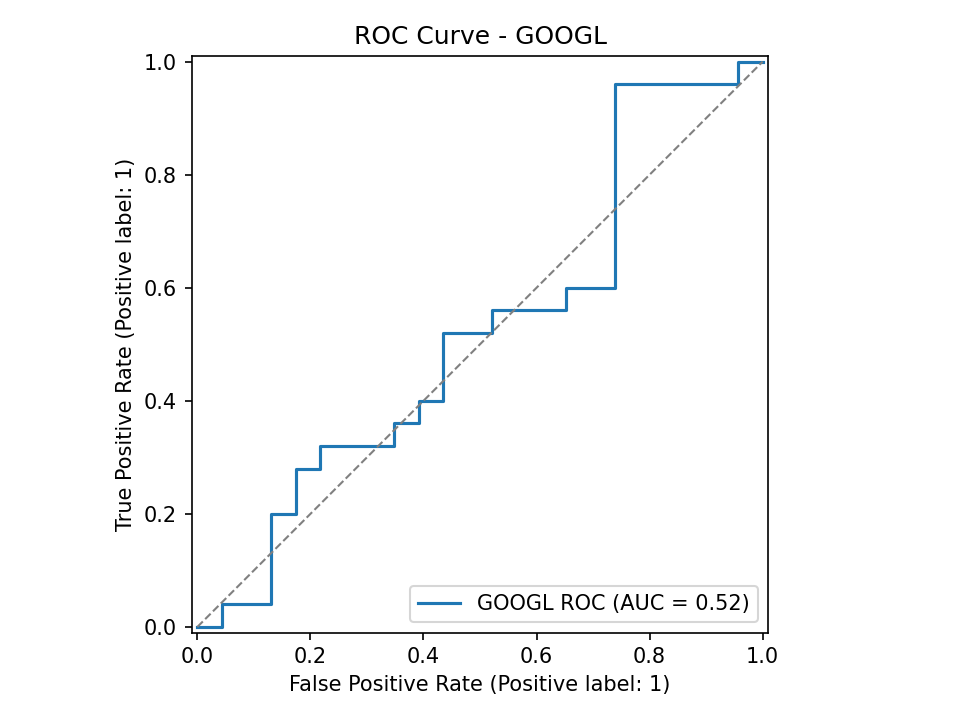 ROC Curve - GOOGL
True Positive Rate (Positive label: 1)
1.0
0.8
0.6
0.4
0.2
0.0
GOOGL ROC (AUC = 0.52)
0.0 0.2 0.4 0.6 0.8 1.0
False Positive Rate (Positive label: 1)